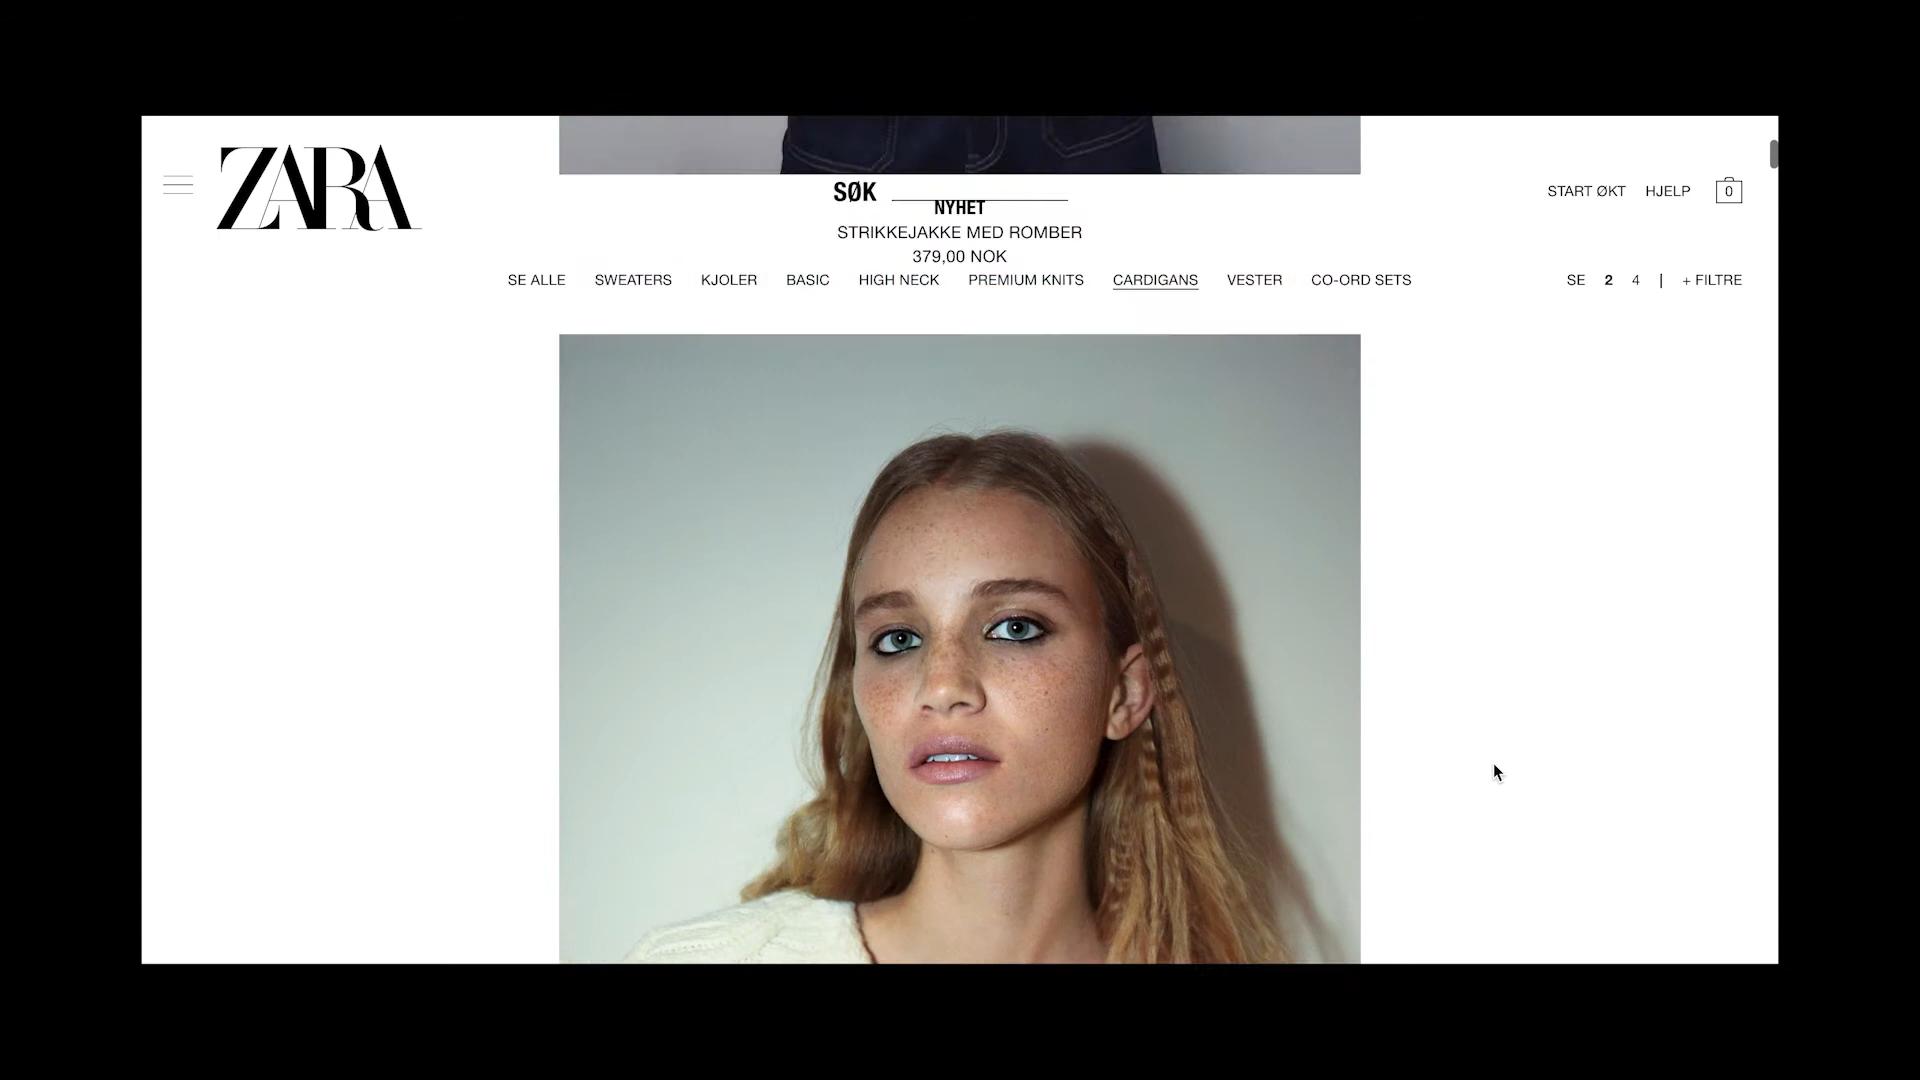 ZARA
SØK
START ØKT HJELP 0
NYHET
STRIKKEJAKKE MED ROMBER
379,00 NOK
SE ALLE SWEATERS KJOLER BASIC HIGH NECK PREMIUM KNITS CARDIGANS VESTER CO-ORD SETS SE 2 4 | + FILTRE